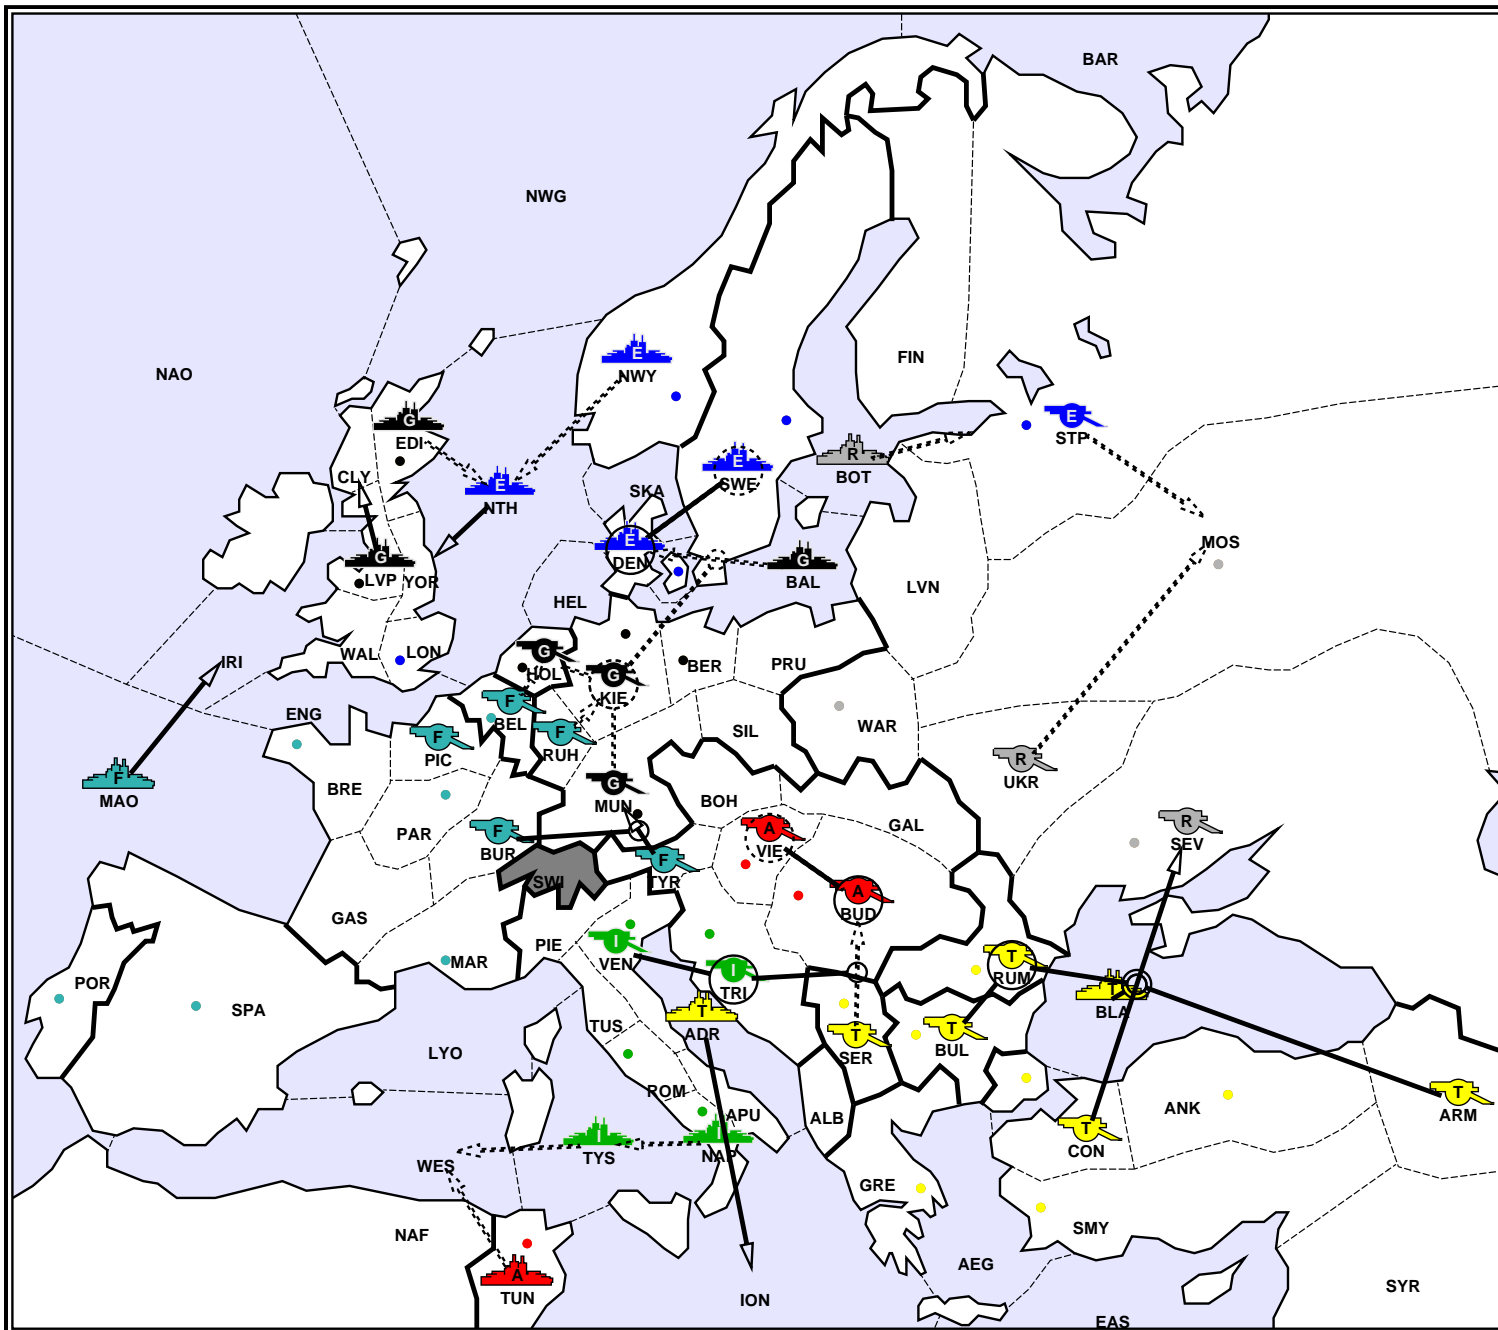 BAR
NWG
NAO
FIN
E
NWY
G
EDI
E
STP
E
SWE
R
BOT
CLY
E
NTH
SKA
MOS
E
DEN
G
LVP
YOR
G
BAL
LVN
HEL
IRI
WAL
LON
G
HOL
G
KIE
BER
PRU
ENG
F
BEL
F
PIC
F
RUH
SIL
WAR
R
UKR
F
MAO
BRE
G
MUN
BOH
PAR
F
BUR
A
VIE
GAL
R
SEV
F
TYR
SWI
A
BUD
GAS
PIE
I
VEN
MAR
T
RUM
POR
SPA
I
TRI
T
BLA
TUS
T
ADR
LYO
T
SER
T
BUL
ROM
APU
ALB
ANK
T
ARM
T
CON
I
TYS
I
NAP
WES
GRE
SMY
NAF
AEG
A
TUN
ION
SYR
EAS